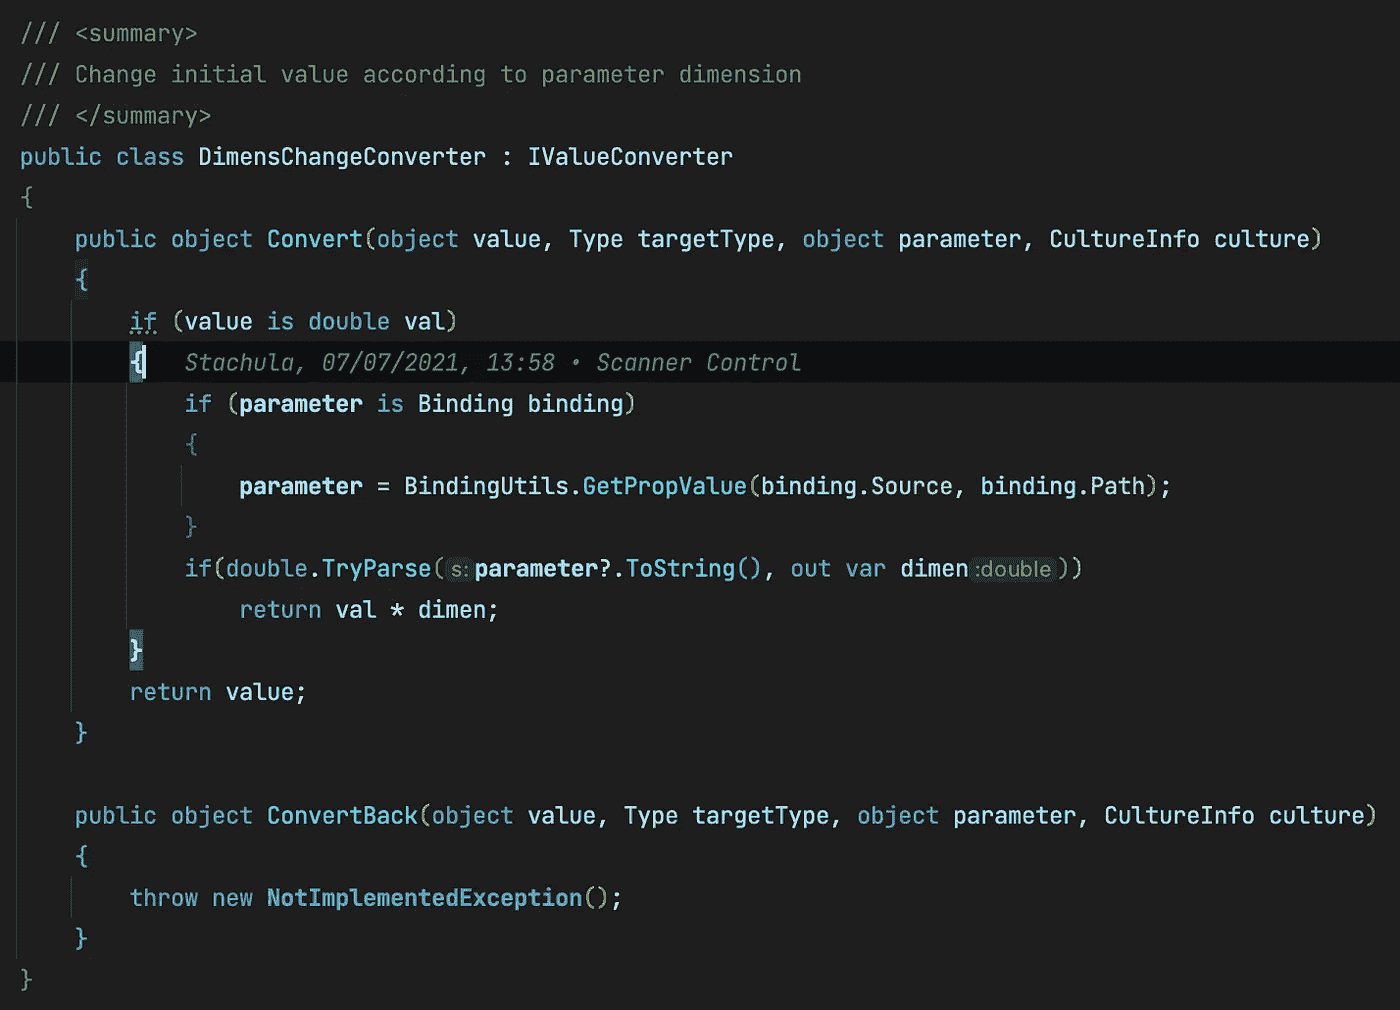 /// <summary>
/// Change initial value according to parameter dimension
/// </summary>
public class DimensChangeConverter : IValueConverter
{
    public object Convert(object value, Type targetType, object parameter, CultureInfo culture)
    {
        if (value is double val)
        {   Stachula, 07/07/2021, 13:58 • Scanner Control
            if (parameter is Binding binding)
            {
                parameter = BindingUtils.GetPropValue(binding.Source, binding.Path);
            }
            if(double.TryParse(s:parameter?.ToString(), out var dimen:double))
                return val * dimen;
        }
        return value;
    }

    public object ConvertBack(object value, Type targetType, object parameter, CultureInfo culture)
    {
        throw new NotImplementedException();
    }
}